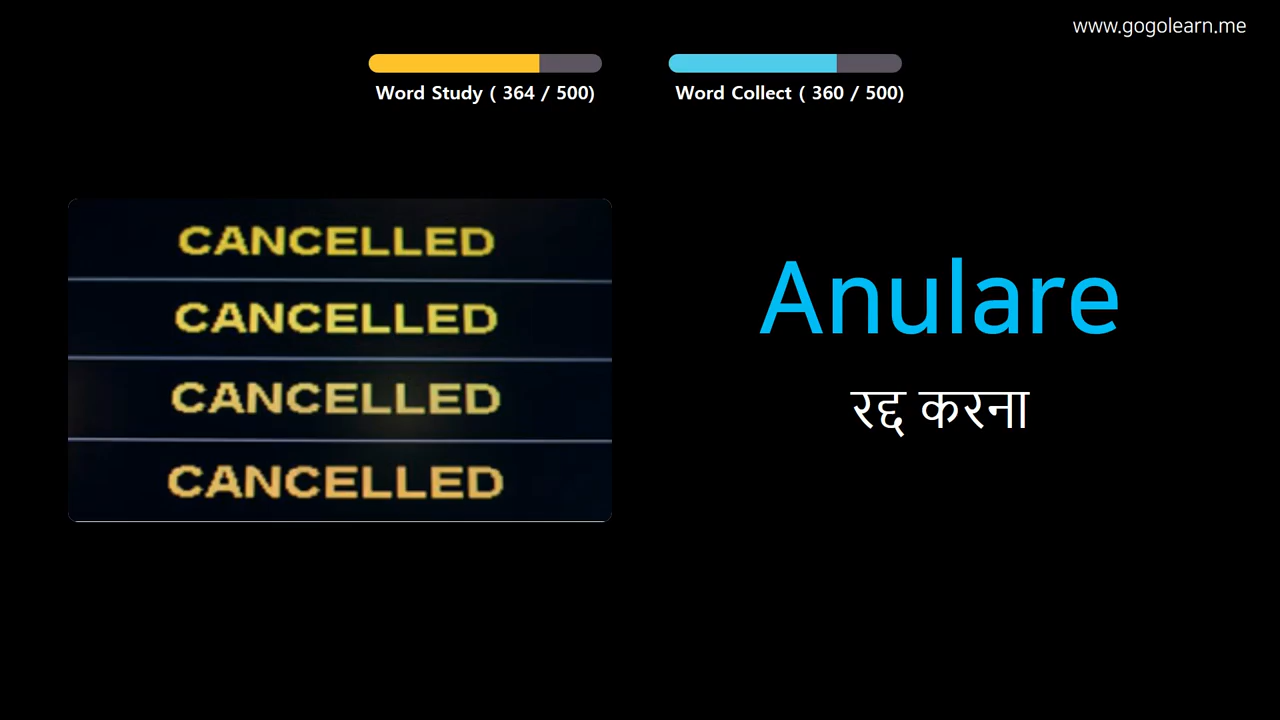 www.gogolearn.me
Word Study ( 364 / 500)
Word Collect ( 360 / 500)
CANCELLED
CANCELLED
CANCELLED
CANCELLED
Anulare
रद्द करना